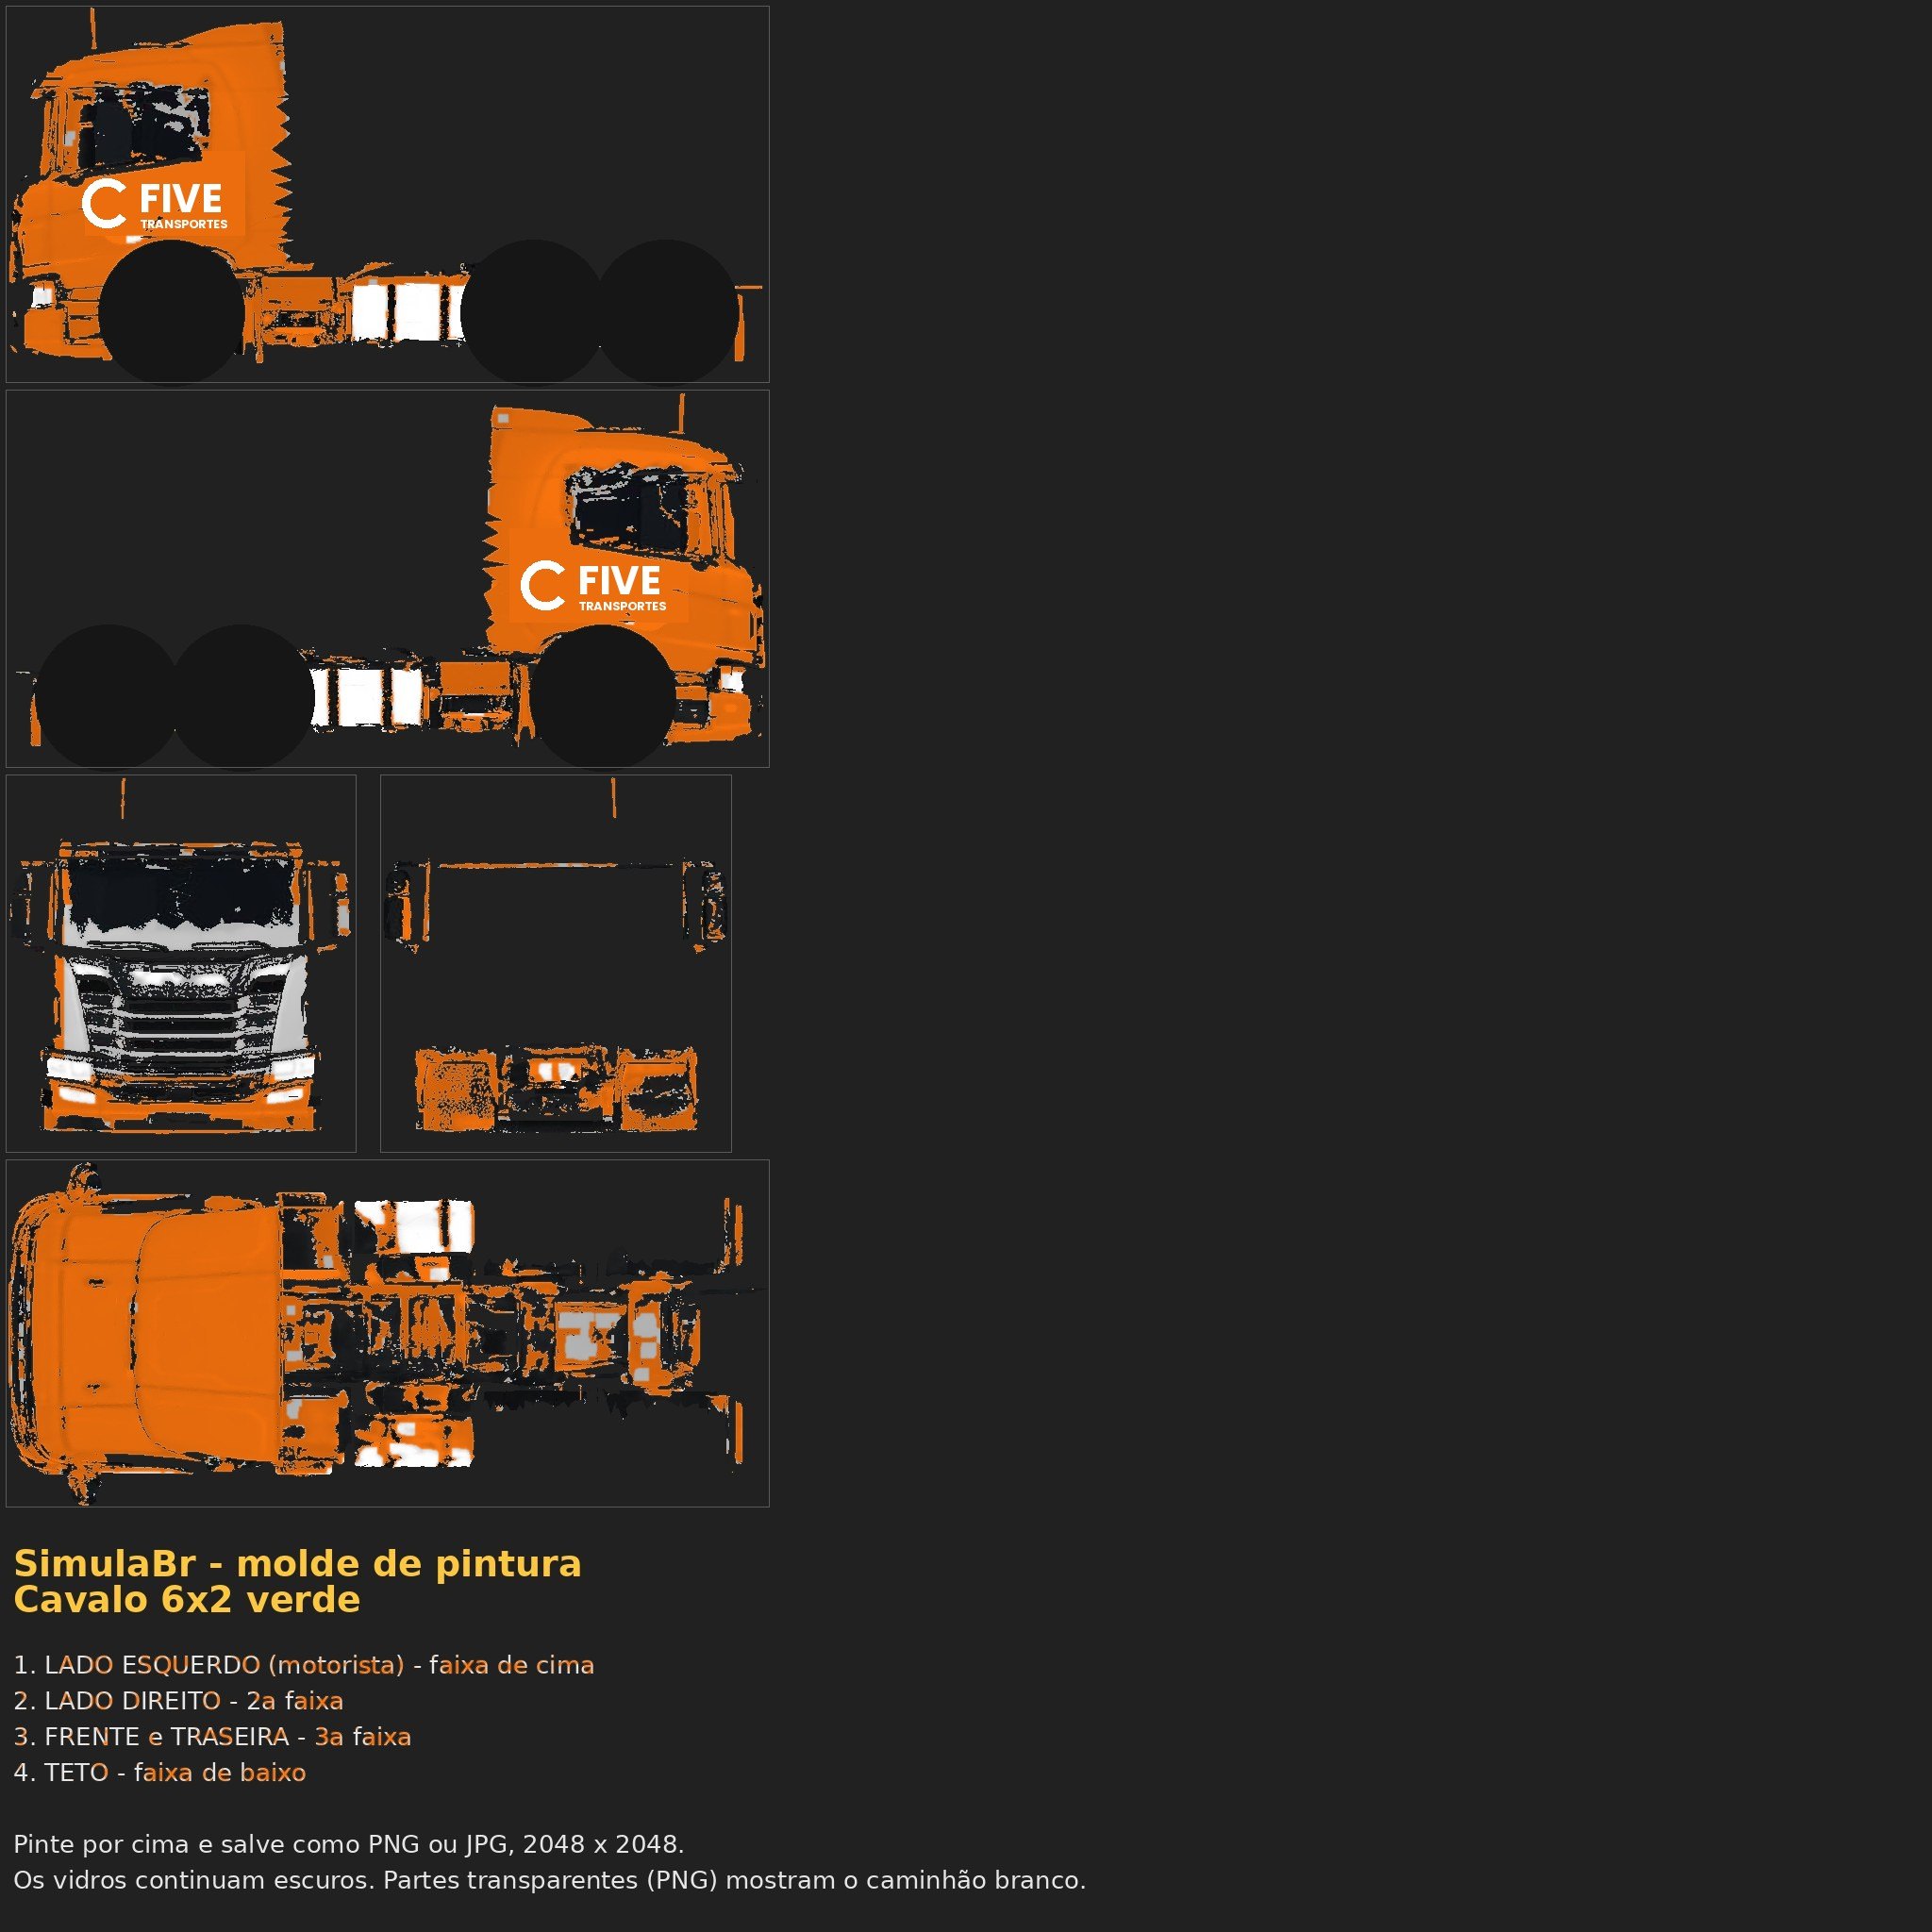 FIVE
TRANSPORTES
FIVE
TRANSPORTES
SimulaBr - molde de pintura
Cavalo 6x2 verde
1. LADO ESQUERDO (motorista) - faixa de cima
2. LADO DIREITO - 2a faixa
3. FRENTE e TRASEIRA - 3a faixa
4. TETO - faixa de baixo
Pinte por cima e salve como PNG ou JPG, 2048 x 2048.
Os vidros continuam escuros. Partes transparentes (PNG) mostram o caminhão branco.